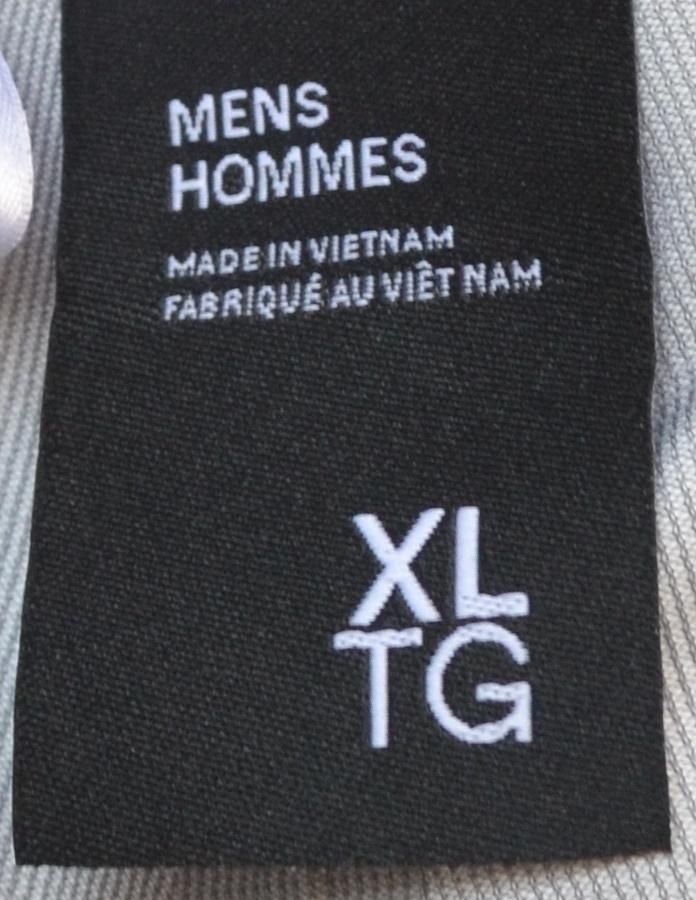 MENS
HOMMES
MADE IN VIETNAM
FABRIQUÉ AU VIÊT NAM
XL
TG